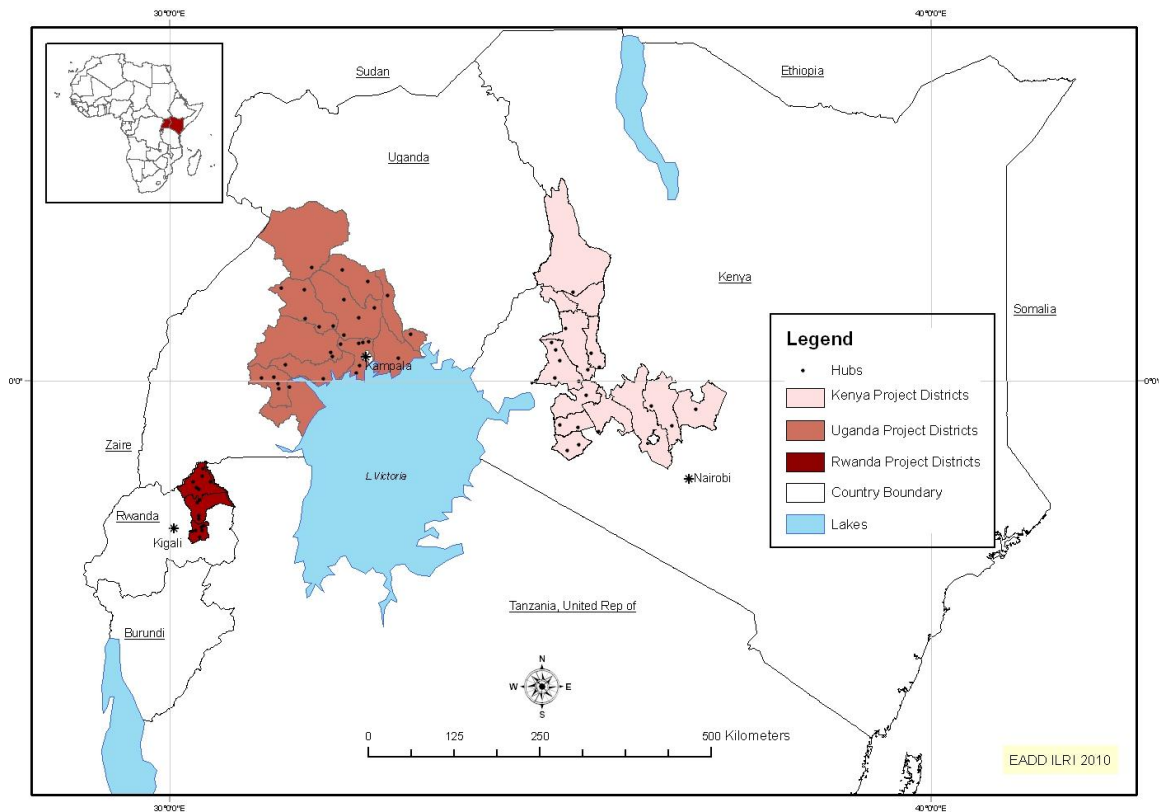 30°0'0"E
40°0'0"E
Sudan
Ethiopia
Uganda
Kenya
Somalia
Legend
Hubs
Kenya Project Districts
Uganda Project Districts
Rwanda Project Districts
Country Boundary
Lakes
Kampala
0°0'
0°0'
Zaire
L.Victoria
Nairobi
Rwanda
Kigali
Tanzania, United Rep of
Burundi
N
W
E
S
0
125
250
500 Kilometers
EADD ILRI 2010
30°0'0"E
40°0'0"E